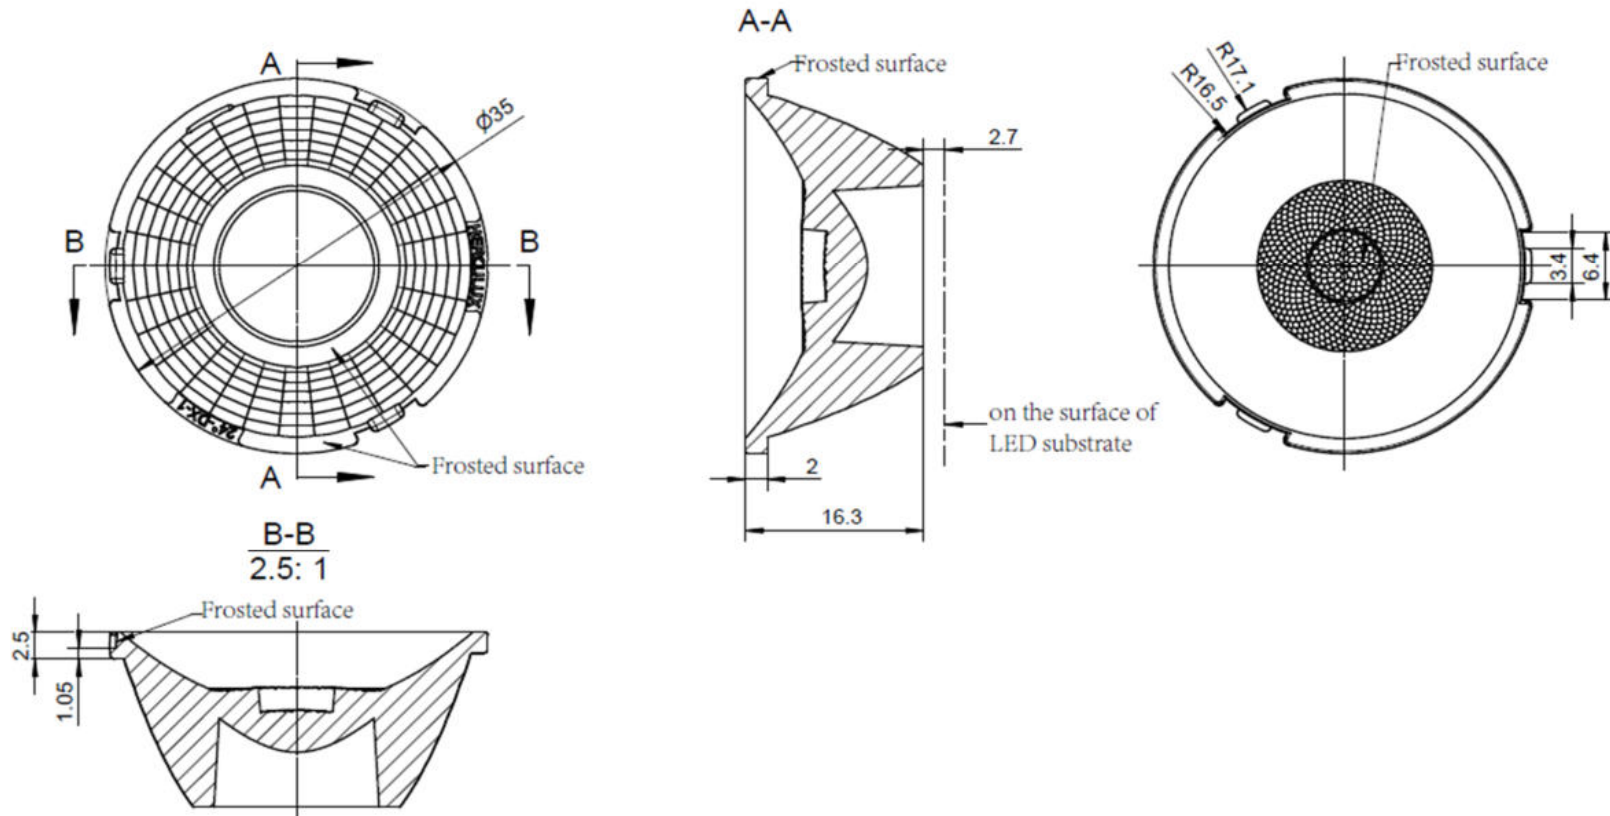 A
Ø35
B
B
HERCULUX
24°-DX-1
A
Frosted surface
A-A
Frosted surface
2.7
on the surface of
LED substrate
2
16.3
R17.1
R16.5
Frosted surface
3.4
6.4
B-B
2.5: 1
Frosted surface
2.5
1.05